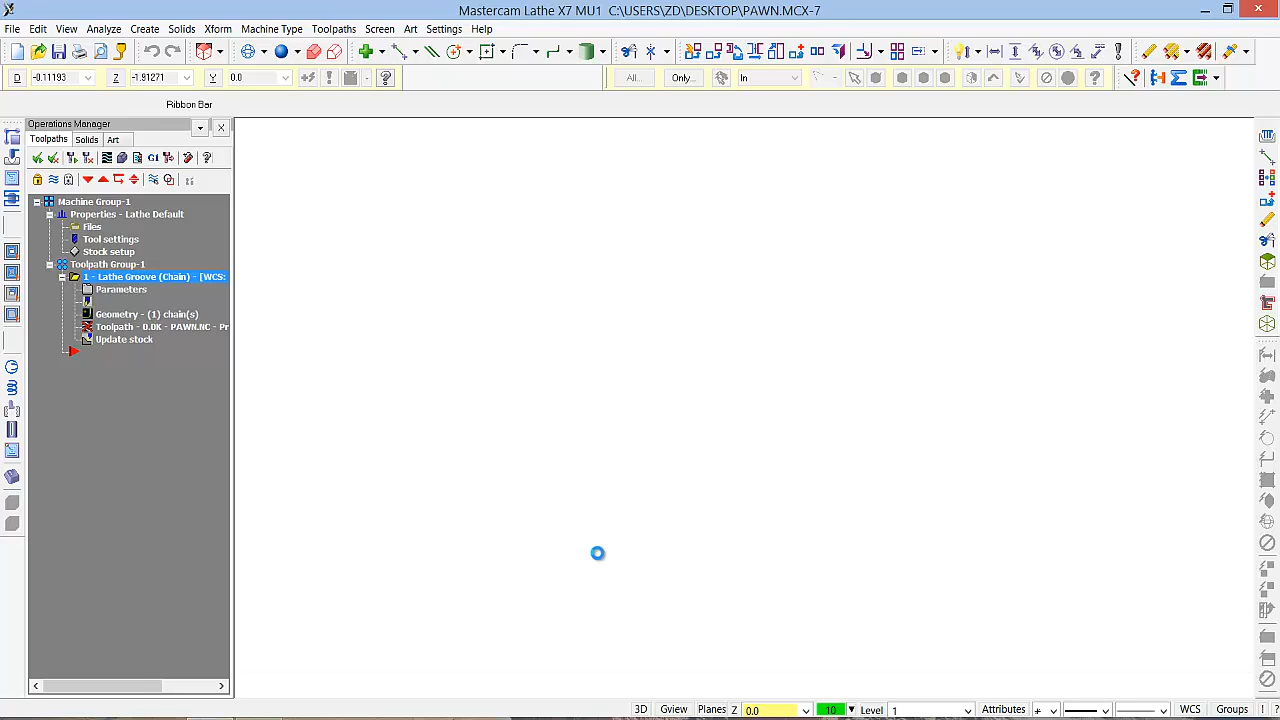 Mastercam Lathe X7 MU1 C:\USERS\ZD\DESKTOP\PAWN.MCX-7
File Edit View Analyze Create Solids Xform Machine Type Toolpaths Screen Art Settings Help
D -0.11193 Z -1.91271 Y 0.0 All... Only... In
Ribbon Bar
Operations Manager
Toolpaths Solids Art
G1
Machine Group-1
Properties - Lathe Default
Files
Tool settings
Stock setup
Toolpath Group-1
1 - Lathe Groove (Chain) - [WCS:
Parameters
Geometry - (1) chain(s)
Toolpath - 0.0K - PAWN.NC - Pr
Update stock
3D Gview Planes Z 0.0 10 Level 1 Attributes WCS Groups